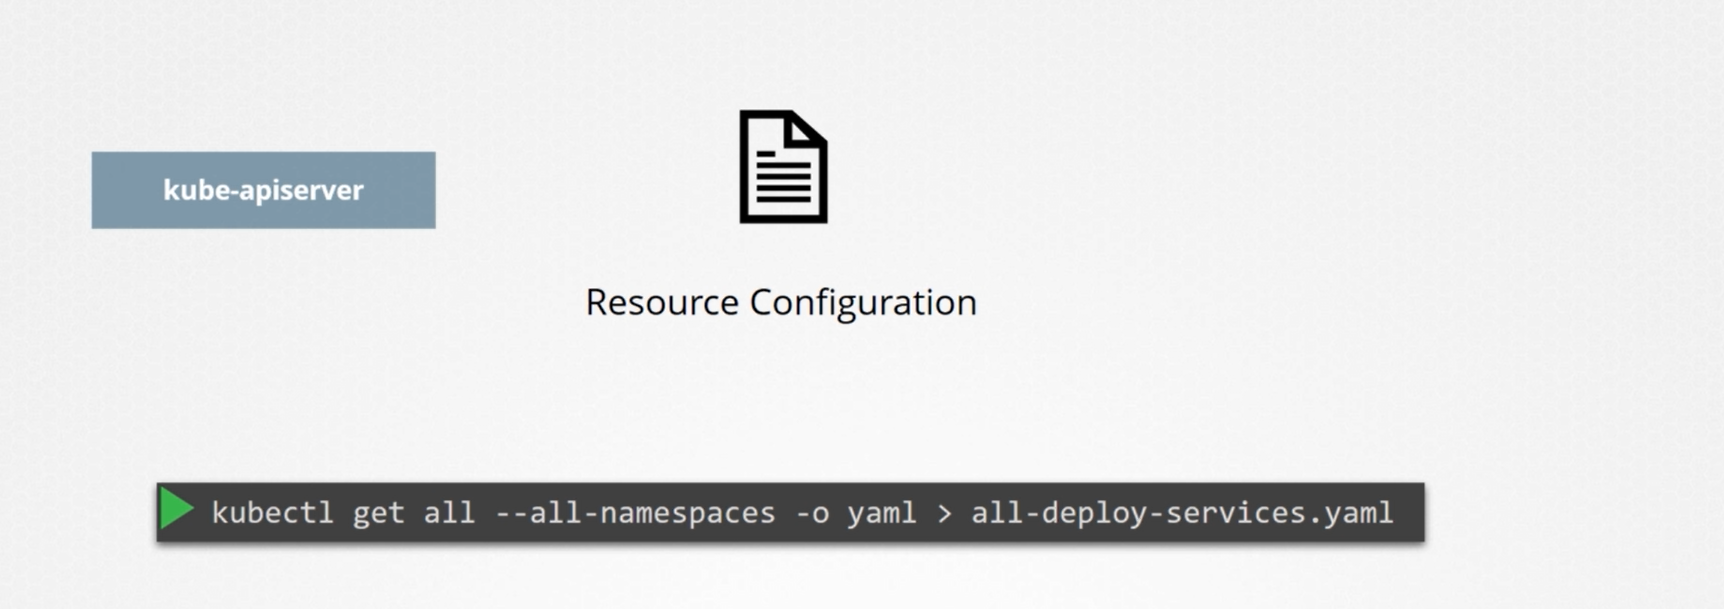 kube-apiserver
Resource Configuration
kubectl get all --all-namespaces -o yaml > all-deploy-services.yaml